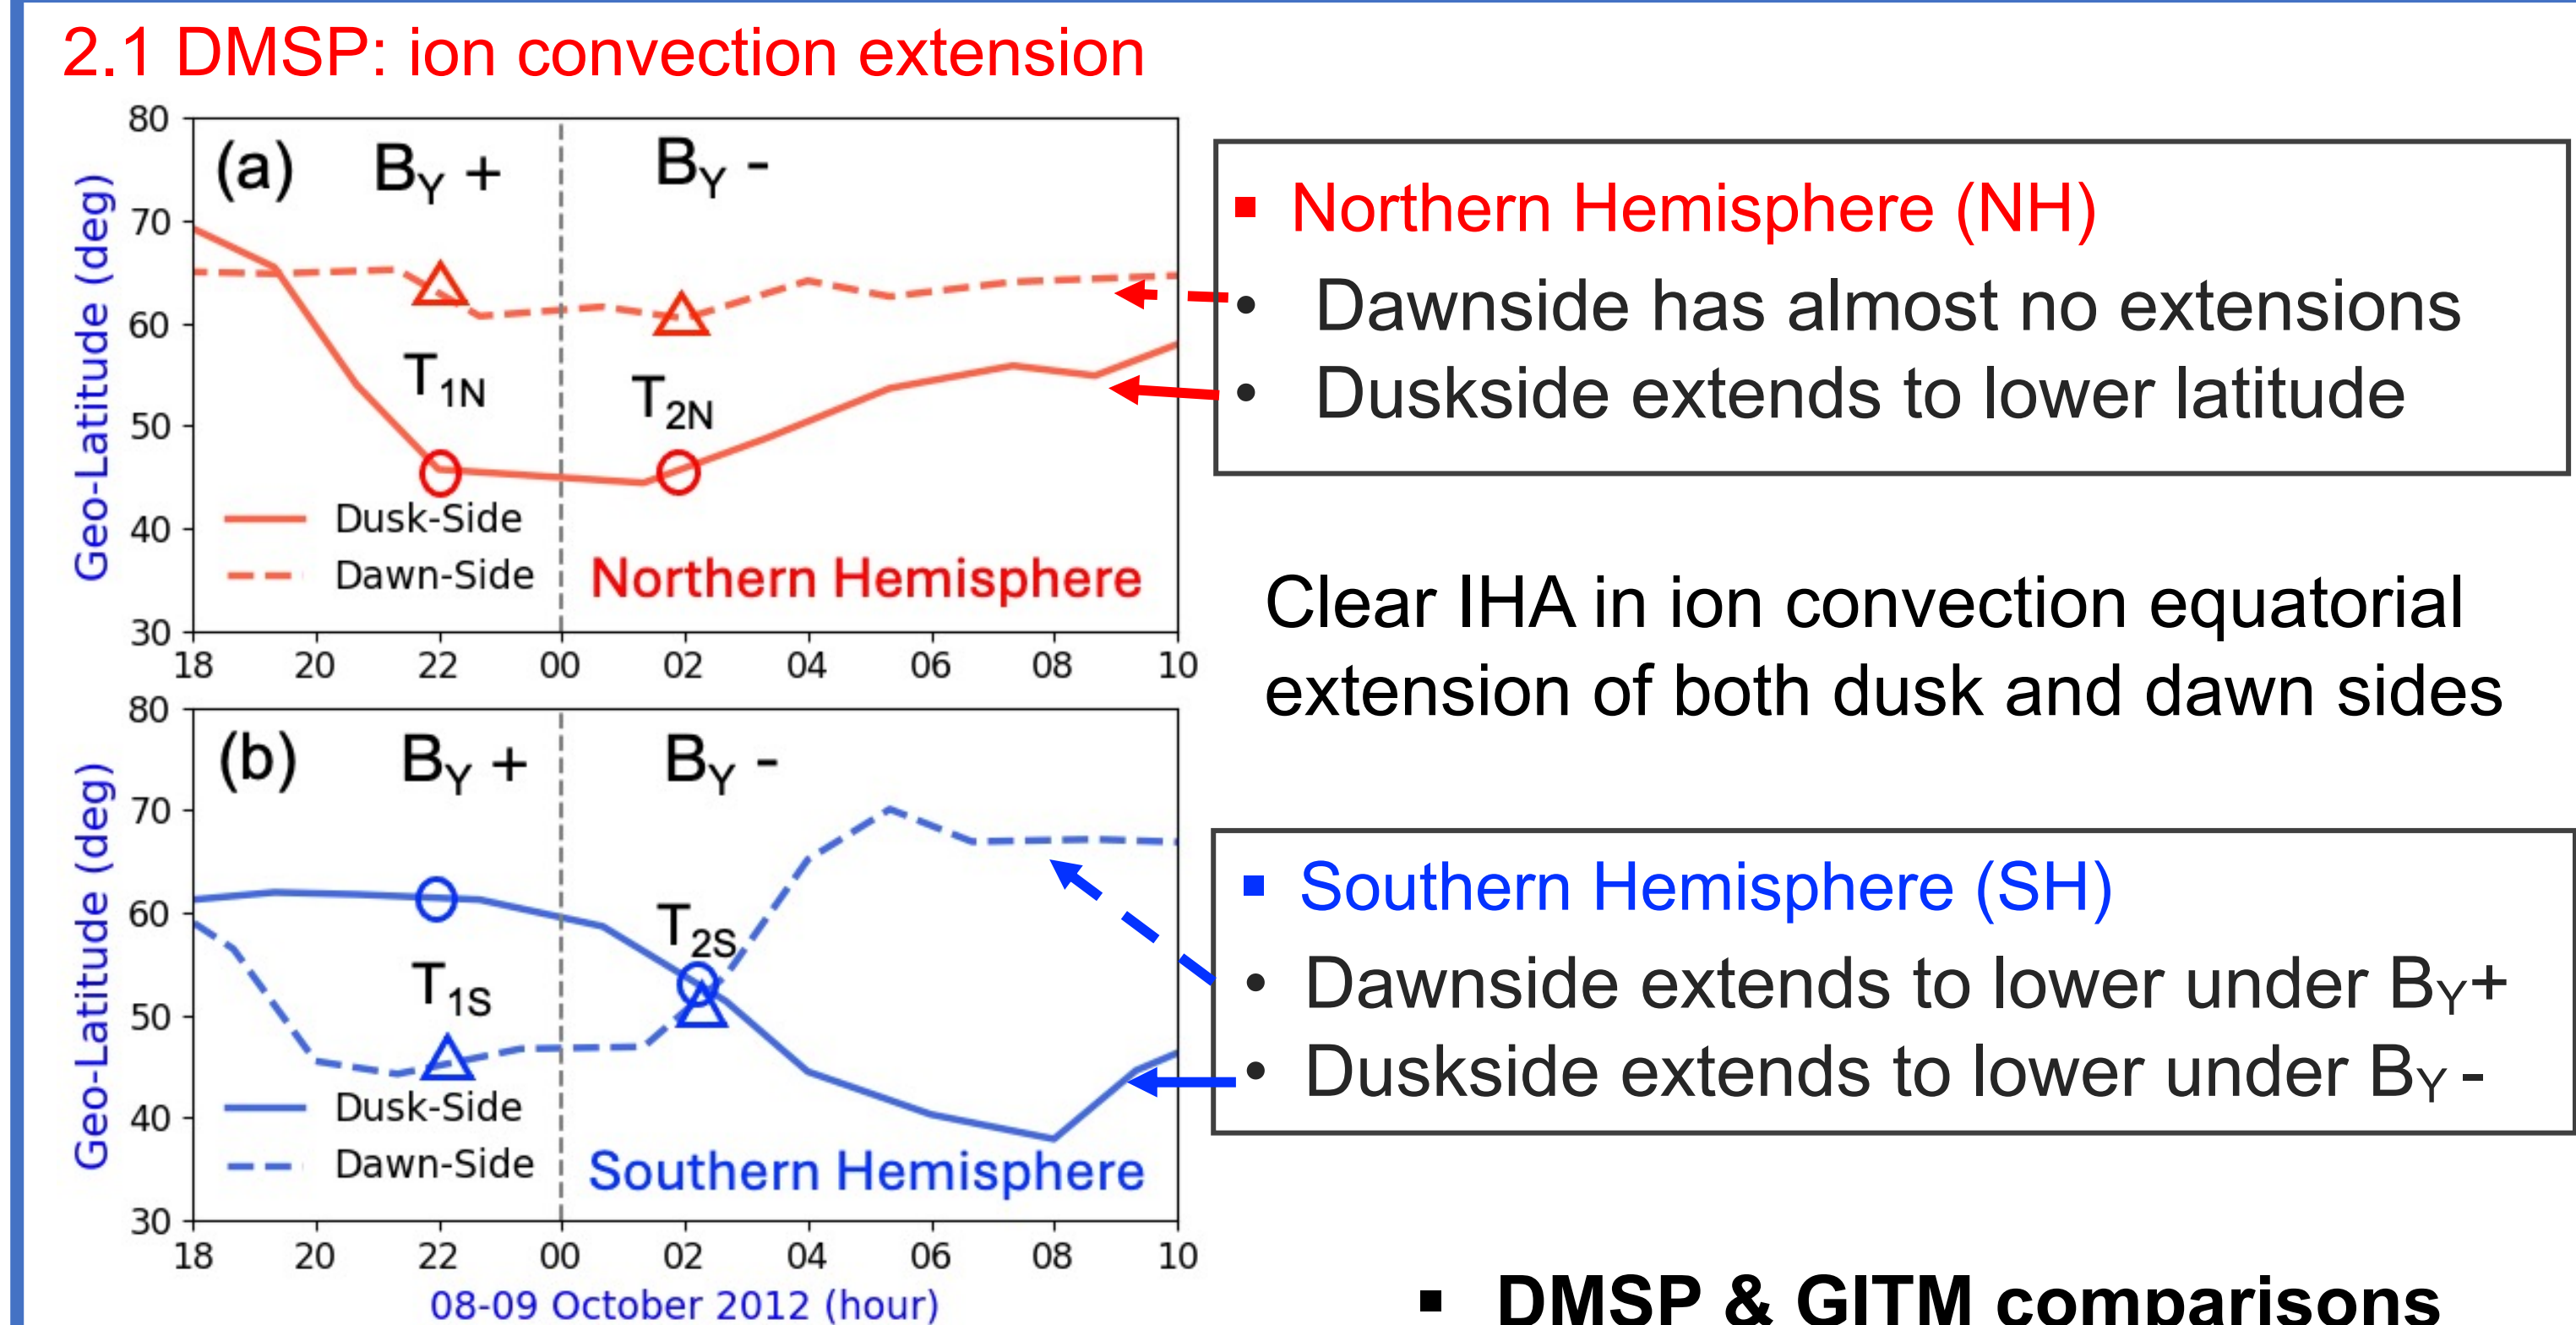 2.1 DMSP: ion convection extension
80
70
60
50
40
30
Geo-Latitude (deg)
(a)
BY +
BY -
T1N
T2N
Dusk-Side
Dawn-Side
Northern Hemisphere
18 20 22 00 02 04 06 08 10
▪ Northern Hemisphere (NH)
• Dawnside has almost no extensions
• Duskside extends to lower latitude
Clear IHA in ion convection equatorial
extension of both dusk and dawn sides
80
70
60
50
40
30
Geo-Latitude (deg)
(b)
BY +
BY -
T1S
T2S
Dusk-Side
Dawn-Side
Southern Hemisphere
18 20 22 00 02 04 06 08 10
08-09 October 2012 (hour)
▪ Southern Hemisphere (SH)
• Dawnside extends to lower under BY+
• Duskside extends to lower under BY -
▪ DMSP & GITM comparisons